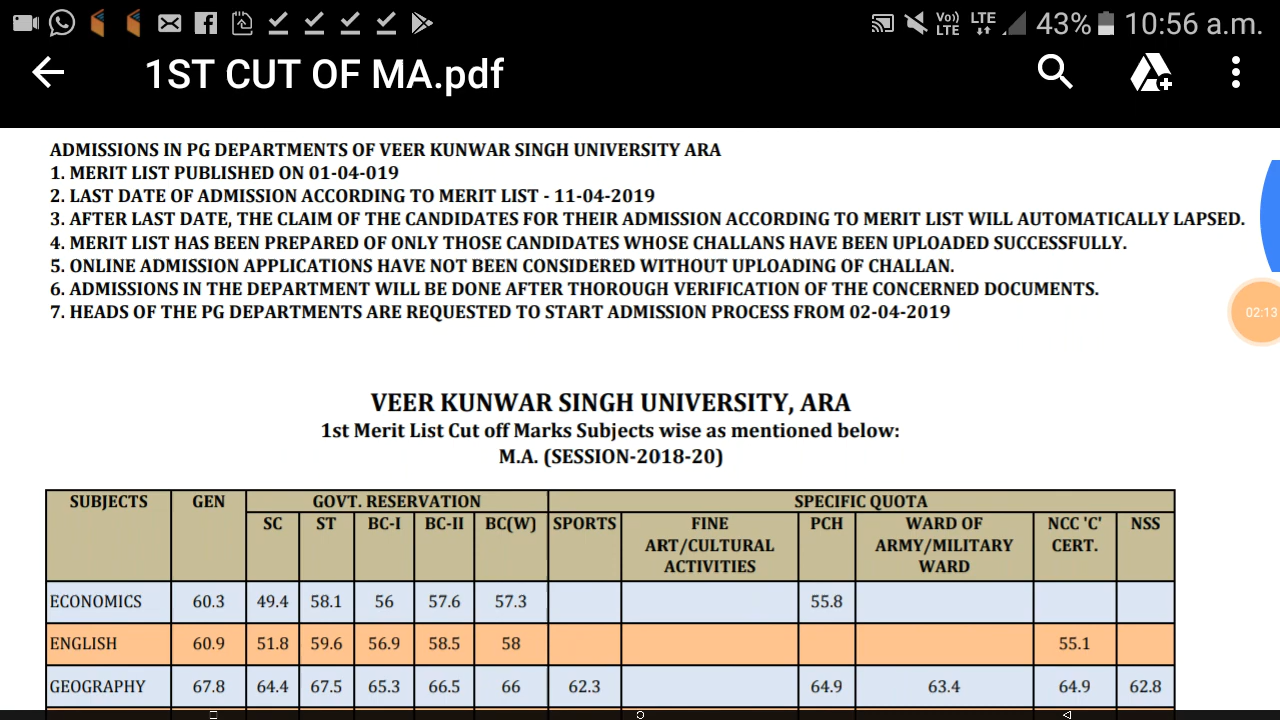 43% 10:56 a.m.
1ST CUT OF MA.pdf
ADMISSIONS IN PG DEPARTMENTS OF VEER KUNWAR SINGH UNIVERSITY ARA
1. MERIT LIST PUBLISHED ON 01-04-019
2. LAST DATE OF ADMISSION ACCORDING TO MERIT LIST - 11-04-2019
3. AFTER LAST DATE, THE CLAIM OF THE CANDIDATES FOR THEIR ADMISSION ACCORDING TO MERIT LIST WILL AUTOMATICALLY LAPSED.
4. MERIT LIST HAS BEEN PREPARED OF ONLY THOSE CANDIDATES WHOSE CHALLANS HAVE BEEN UPLOADED SUCCESSFULLY.
5. ONLINE ADMISSION APPLICATIONS HAVE NOT BEEN CONSIDERED WITHOUT UPLOADING OF CHALLAN.
6. ADMISSIONS IN THE DEPARTMENT WILL BE DONE AFTER THOROUGH VERIFICATION OF THE CONCERNED DOCUMENTS.
02:13
7. HEADS OF THE PG DEPARTMENTS ARE REQUESTED TO START ADMISSION PROCESS FROM 02-04-2019
VEER KUNWAR SINGH UNIVERSITY, ARA
1st Merit List Cut off Marks Subjects wise as mentioned below:
M.A. (SESSION-2018-20)
SUBJECTS GEN GOVT. RESERVATION SPECIFIC QUOTA
SC ST BC-I BC-II BC(W) SPORTS FINE PCH WARD OF NCC 'C' NSS
ART/CULTURAL ARMY/MILITARY CERT.
ACTIVITIES WARD
ECONOMICS 60.3 49.4 58.1 56 57.6 57.3 55.8
ENGLISH 60.9 51.8 59.6 56.9 58.5 58 55.1
GEOGRAPHY 67.8 64.4 67.5 65.3 66.5 66 62.3 64.9 63.4 64.9 62.8